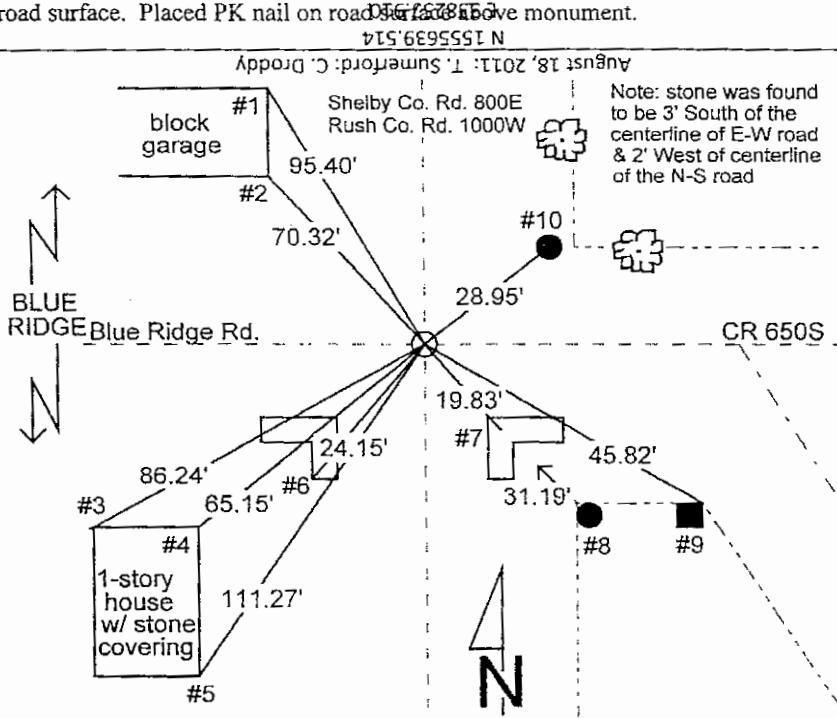 road surface. Placed PK nail on road surface above monument.
N 1555639.514
August 18, 2011: T. Sumerford: C. Droddy
Shelby Co. Rd. 800E
Rush Co. Rd. 1000W
Note: stone was found
to be 3' South of the
centerline of E-W road
& 2' West of centerline
of the N-S road
#1
block
garage
#2
95.40'
70.32'
#10
28.95'
N
BLUE
RIDGE
N
Blue Ridge Rd.
CR 650S
19.83'
#7
45.82'
24.15'
#6
86.24'
65.15'
31.19'
#3
#4
#8
#9
1-story
house
w/ stone
covering
111.27'
#5
N